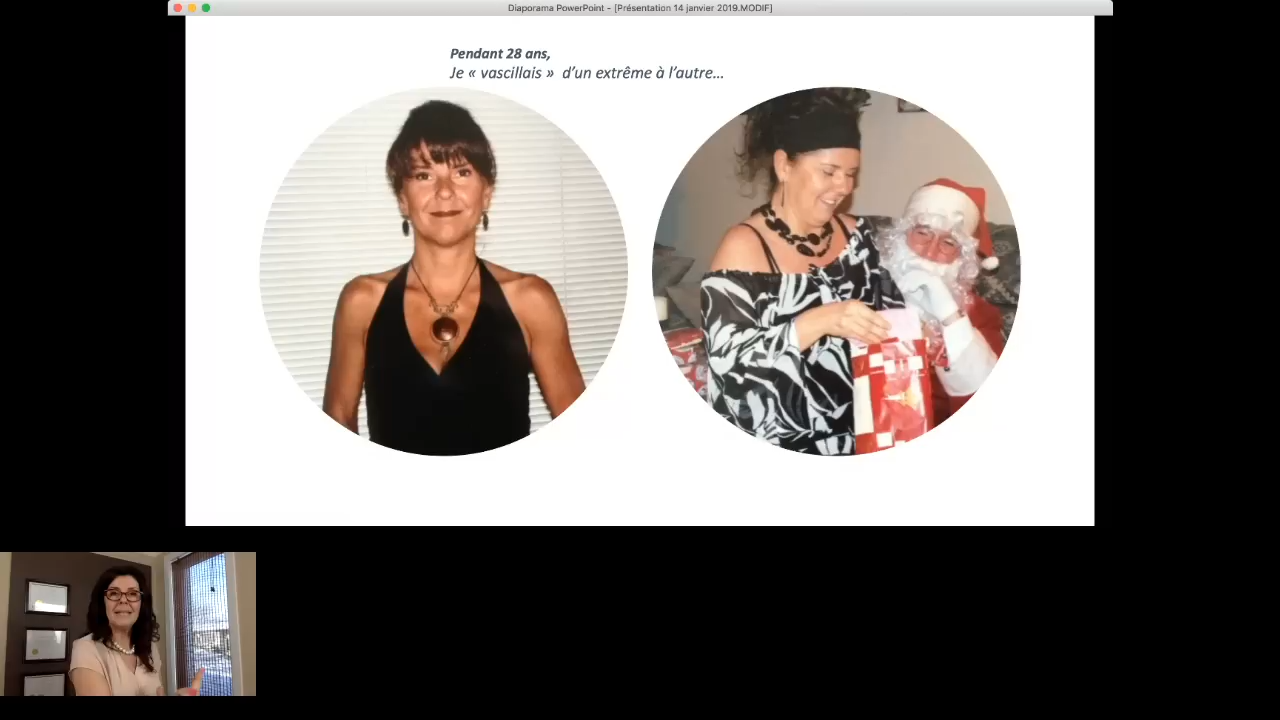 Diaporama PowerPoint - [Présentation 14 janvier 2019.MODIF]
Pendant 28 ans,
Je « vascillais »  d’un extrême à l’autre...